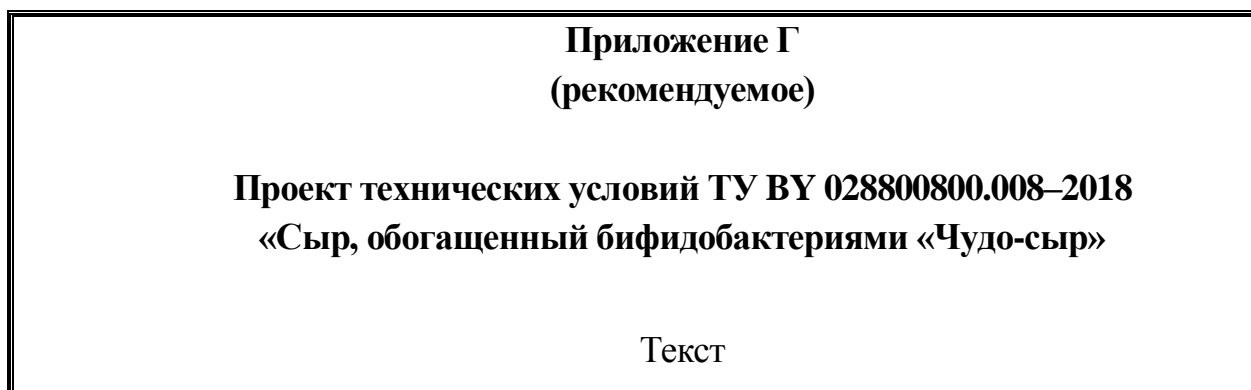 Приложение Г
(рекомендуемое)
Проект технических условий ТУ BY 028800800.008–2018
«Сыр, обогащенный бифидобактериями «Чудо-сыр»
Текст